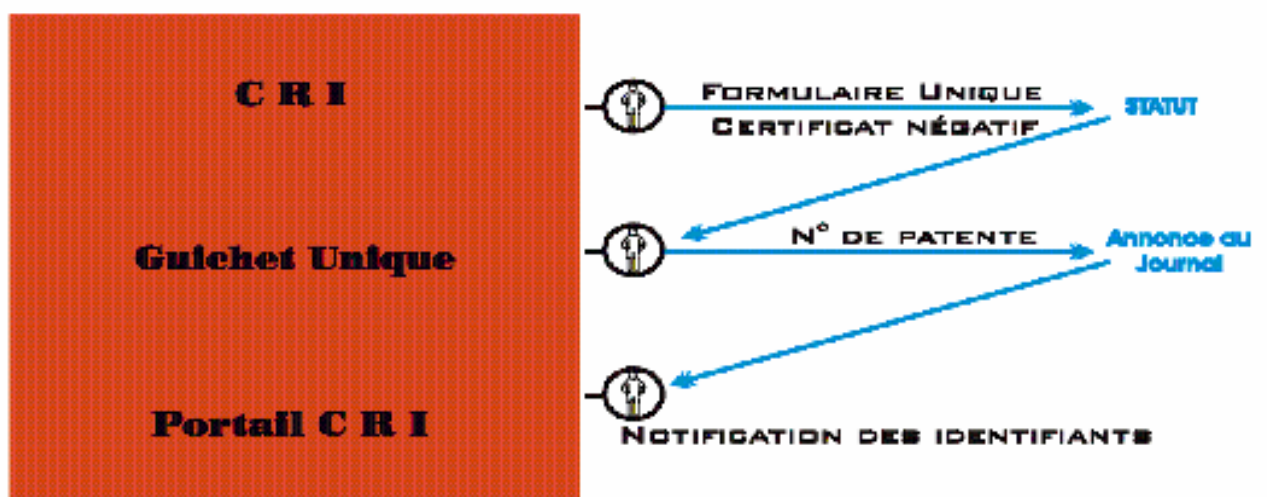 C R I
FORMULAIRE UNIQUE
CERTIFICAT NÉGATIF
STATUT
Guichet Unique
N° DE PATENTE
Annonce au
Journal
Portail C R I
NOTIFICATION DES IDENTIFIANTS